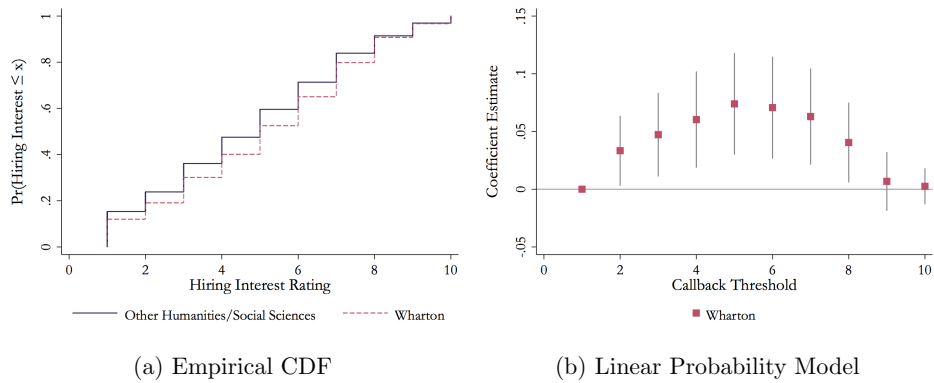 Pr(Hiring Interest ≤ x)
1
.8
.6
.4
.2
0
0 2 4 6 8 10
Hiring Interest Rating
Other Humanities/Social Sciences Wharton
(a) Empirical CDF
Coefficient Estimate
.1
.05
0
-.05
0 2 4 6 8 10
Callback Threshold
Wharton
(b) Linear Probability Model